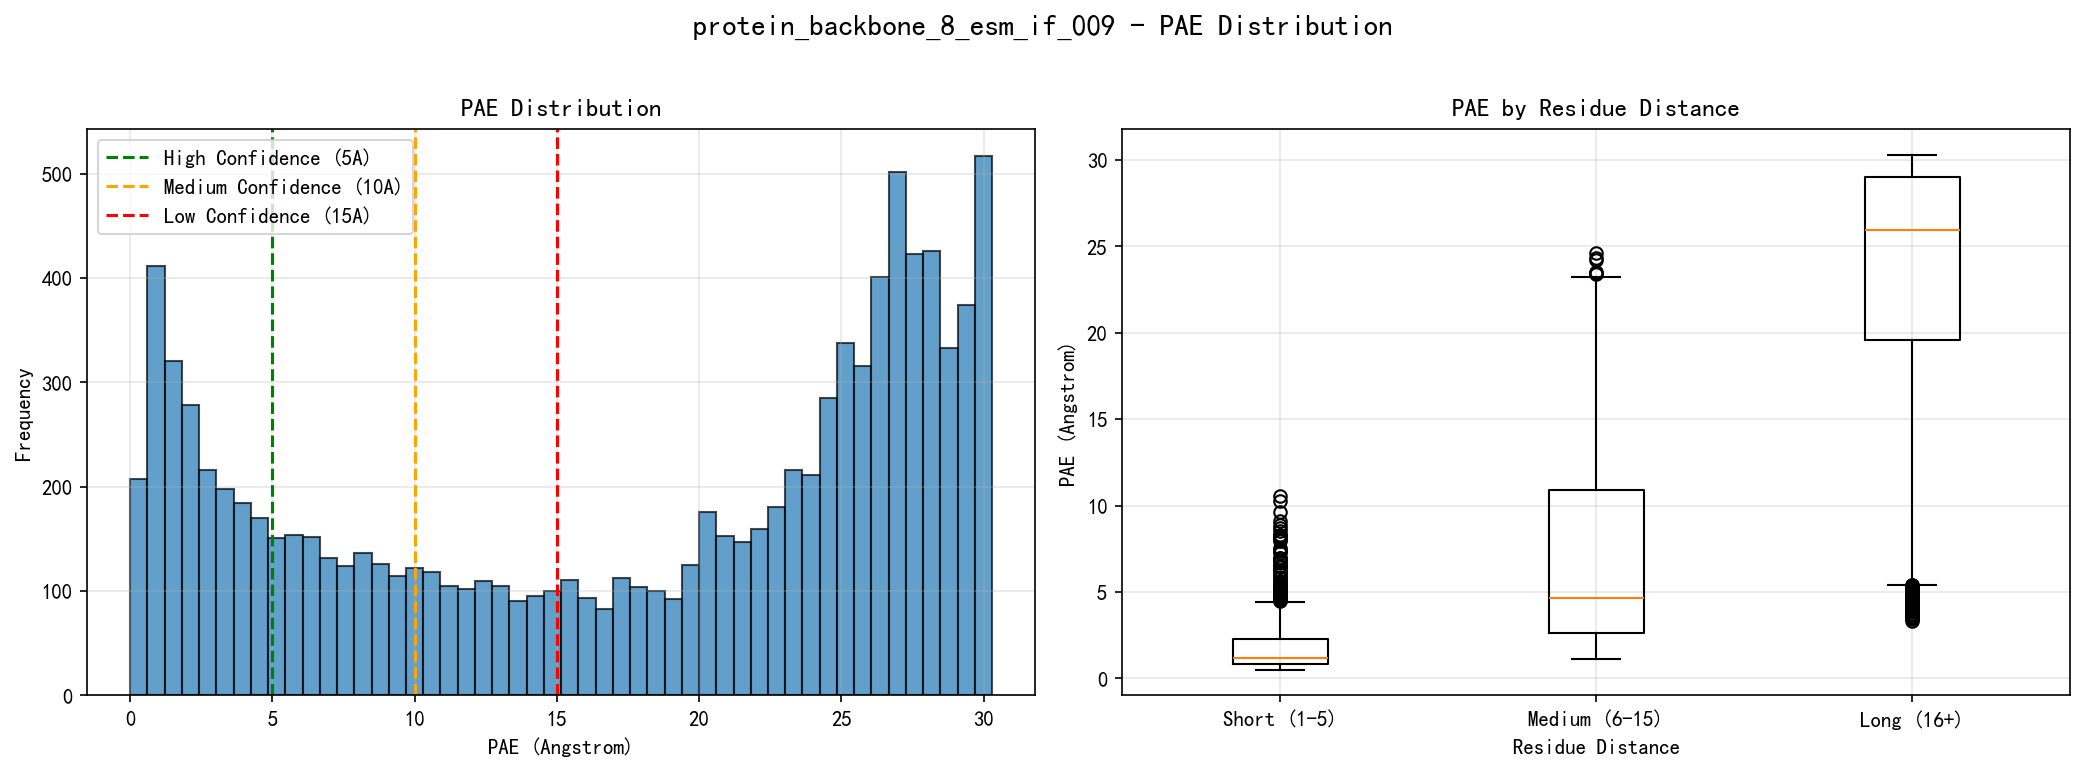 protein_backbone_8_esm_if_009 - PAE Distribution
PAE Distribution
High Confidence (5A)
Medium Confidence (10A)
Low Confidence (15A)
Frequency
0
100
200
300
400
500
0 5 10 15 20 25 30
PAE (Angstrom)
PAE by Residue Distance
PAE (Angstrom)
30
25
20
15
10
5
0
Short (1-5) Medium (6-15) Long (16+)
Residue Distance